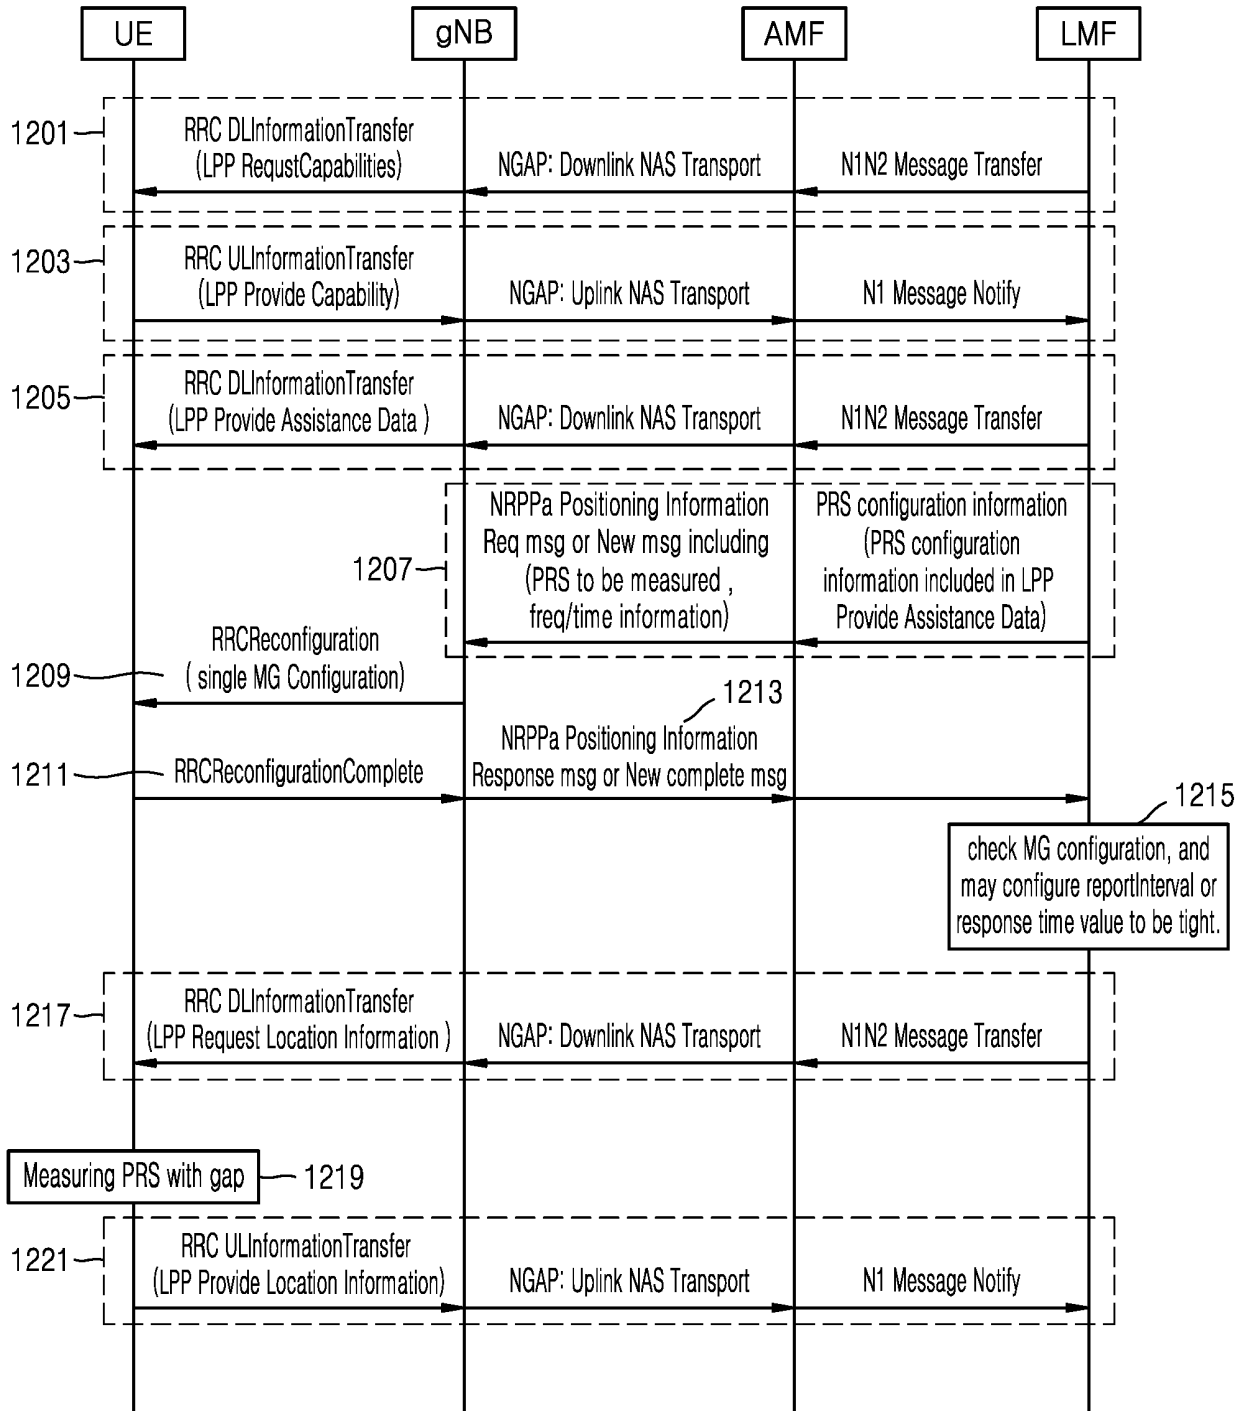 UE
gNB
AMF
LMF
1201
RRC DLInformationTransfer
(LPP RequstCapabilities)
NGAP: Downlink NAS Transport
N1N2 Message Transfer
1203
RRC ULInformationTransfer
(LPP Provide Capability)
NGAP: Uplink NAS Transport
N1 Message Notify
1205
RRC DLInformationTransfer
(LPP Provide Assistance Data )
NGAP: Downlink NAS Transport
N1N2 Message Transfer
1207
NRPPa Positioning Information
Req msg or New msg including
(PRS to be measured ,
freq/time information)
PRS configuration information
(PRS configuration
information included in LPP
Provide Assistance Data)
1209
RRCReconfiguration
( single MG Configuration)
1211
RRCReconfigurationComplete
1213
NRPPa Positioning Information
Response msg or New complete msg
1215
check MG configuration, and
may configure reportInterval or
response time value to be tight.
1217
RRC DLInformationTransfer
(LPP Request Location Information )
NGAP: Downlink NAS Transport
N1N2 Message Transfer
Measuring PRS with gap
1219
1221
RRC ULInformationTransfer
(LPP Provide Location Information)
NGAP: Uplink NAS Transport
N1 Message Notify